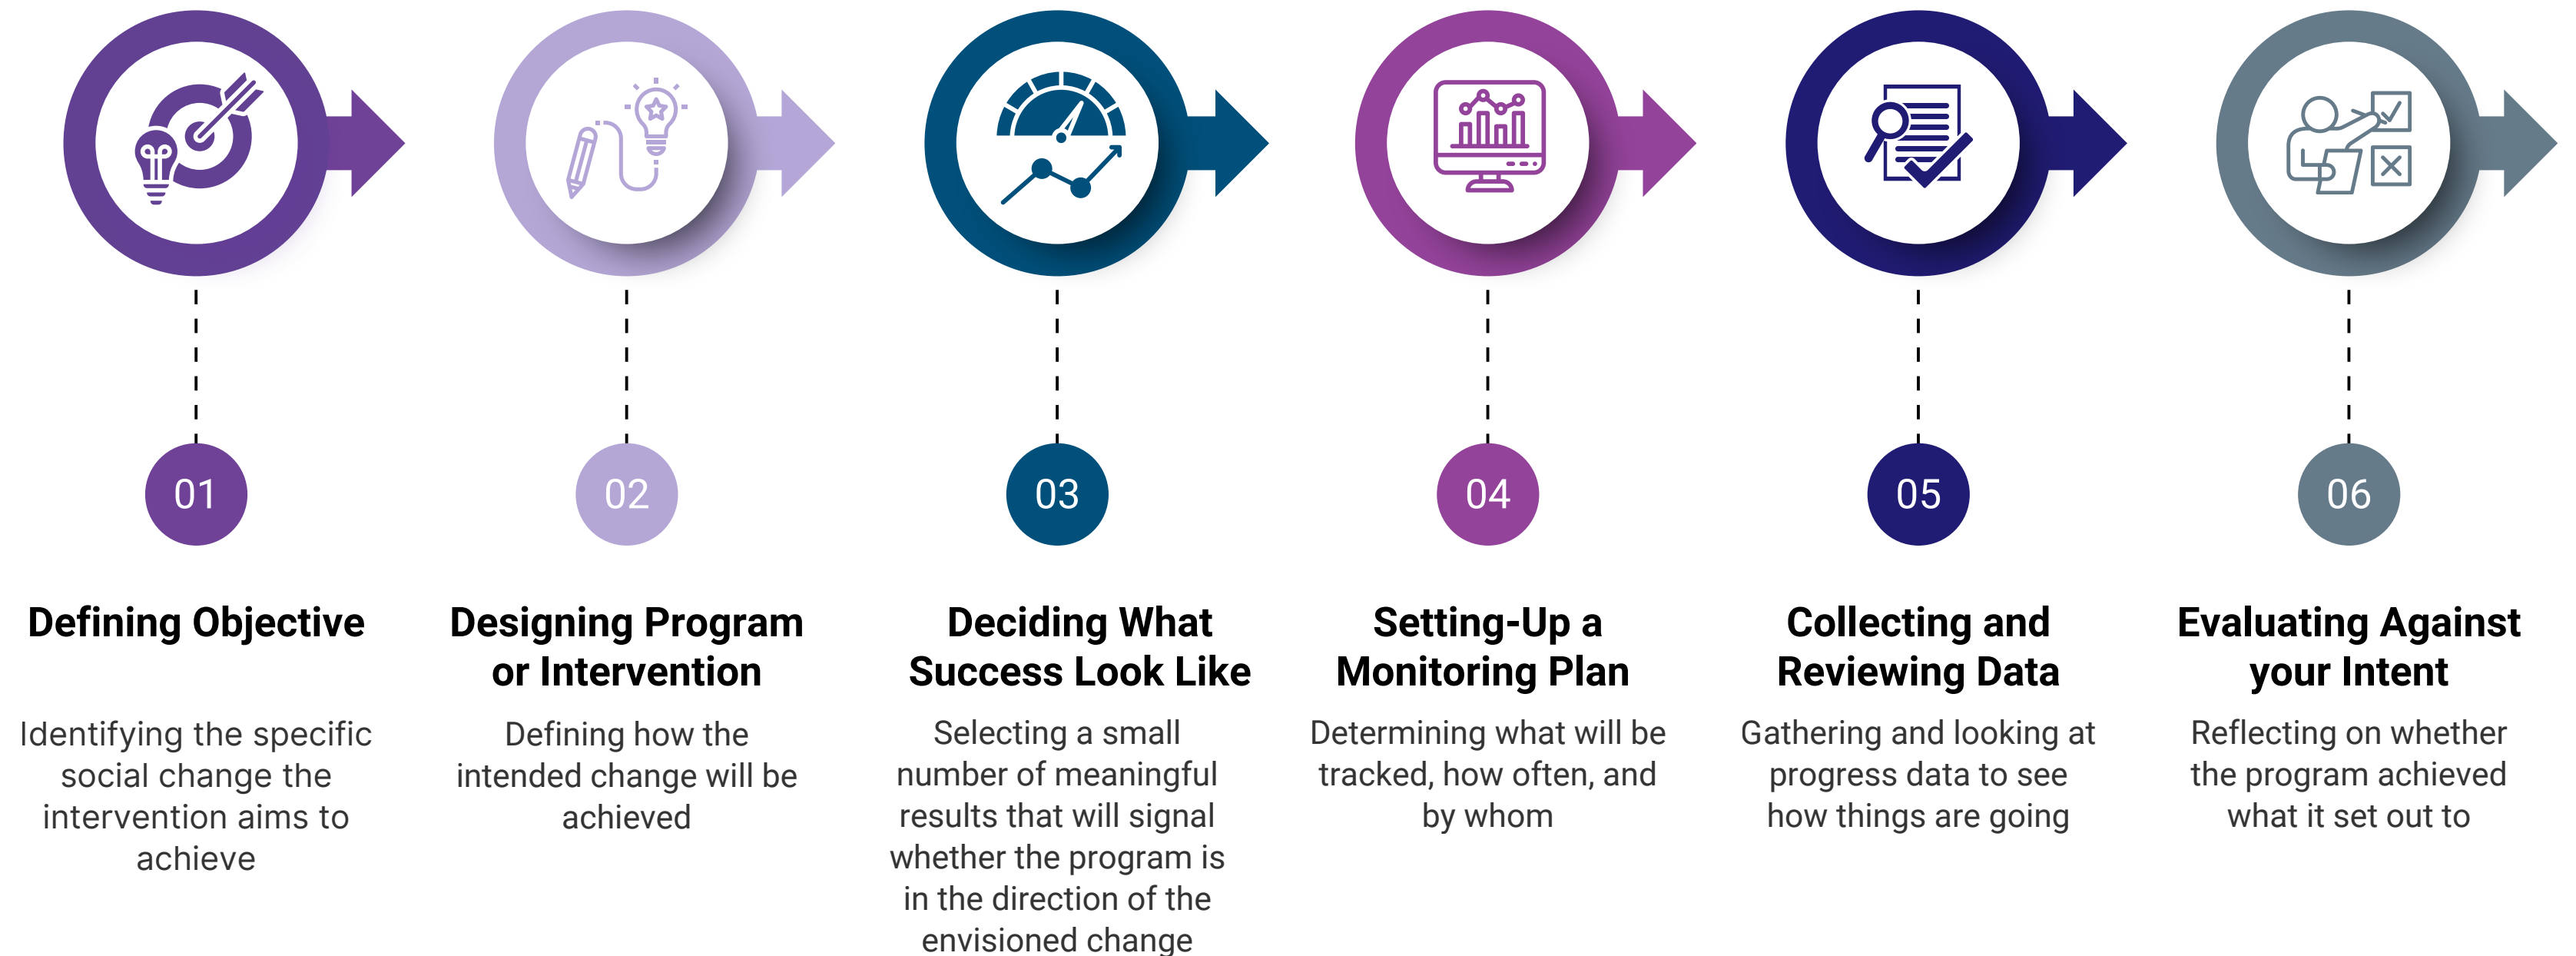 01
Defining Objective
Identifying the specific
social change the
intervention aims to
achieve
02
Designing Program
or Intervention
Defining how the
intended change will be
achieved
03
Deciding What
Success Look Like
Selecting a small
number of meaningful
results that will signal
whether the program is
in the direction of the
envisioned change
04
Setting-Up a
Monitoring Plan
Determining what will be
tracked, how often, and
by whom
05
Collecting and
Reviewing Data
Gathering and looking at
progress data to see
how things are going
06
Evaluating Against
your Intent
Reflecting on whether
the program achieved
what it set out to